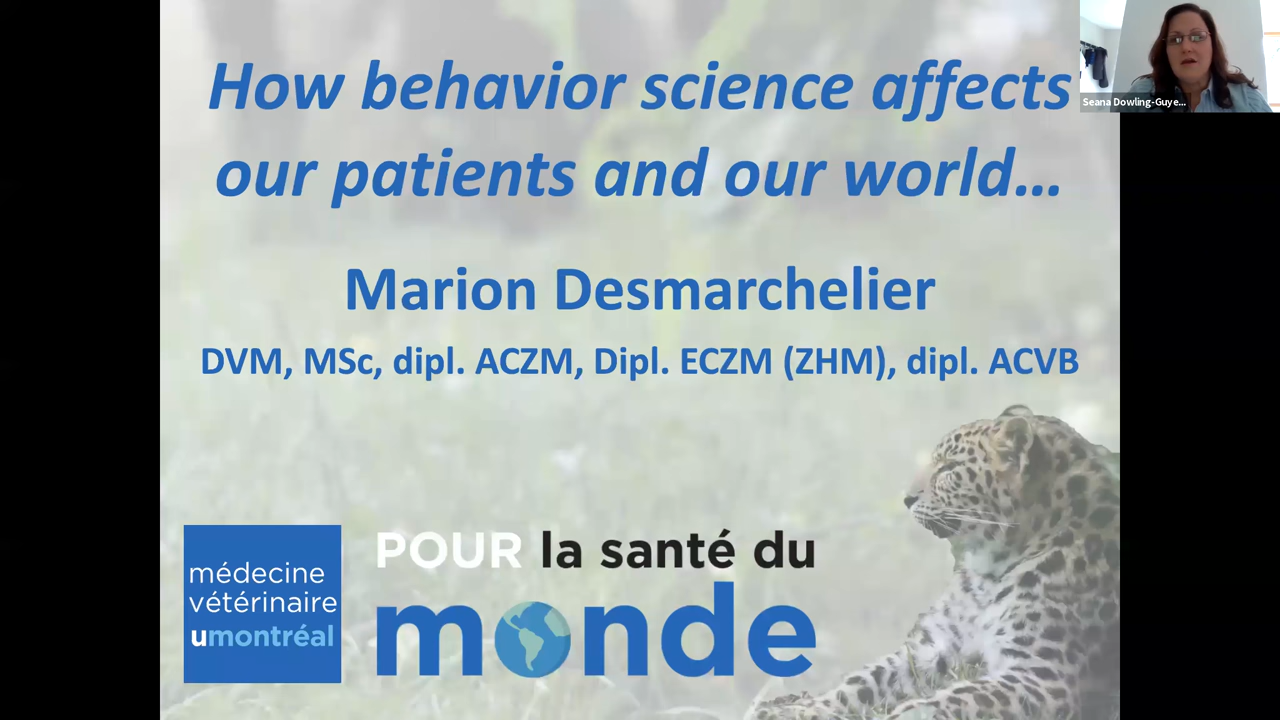 How behavior science affects
our patients and our world...
Seana Dowling-Guye...
Marion Desmarchelier
DVM, MSc, dipl. ACZM, Dipl. ECZM (ZHM), dipl. ACVB
médecine
vétérinaire
umontréal
POUR la santé du
monde